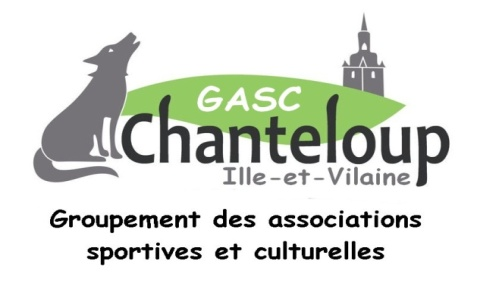 GASC
Chanteloup
Ille-et-Vilaine
Groupement des associations
sportives et culturelles